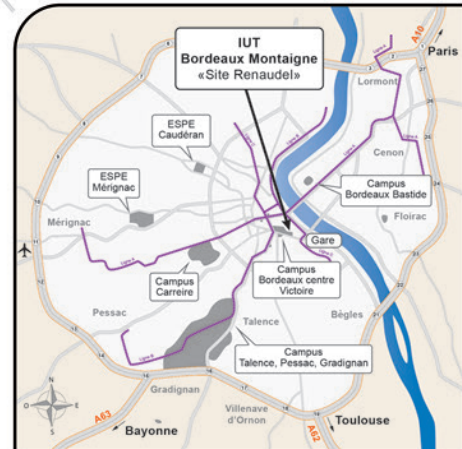 IUT
Bordeaux Montaigne
«Site Renaudel»
A10
Paris
Lormont
ESPE
Caudéran
Cenon
ESPE
Mérignac
Campus
Bordeaux Bastide
Floirac
Mérignac
Gare
Campus
Carreire
Campus
Bordeaux centre
Victoire
Pessac
Bègles
Talence
Campus
Talence, Pessac, Gradignan
Gradignan
N
O
E
S
Villenave
d'Ornon
A63
Bayonne
A62
Toulouse